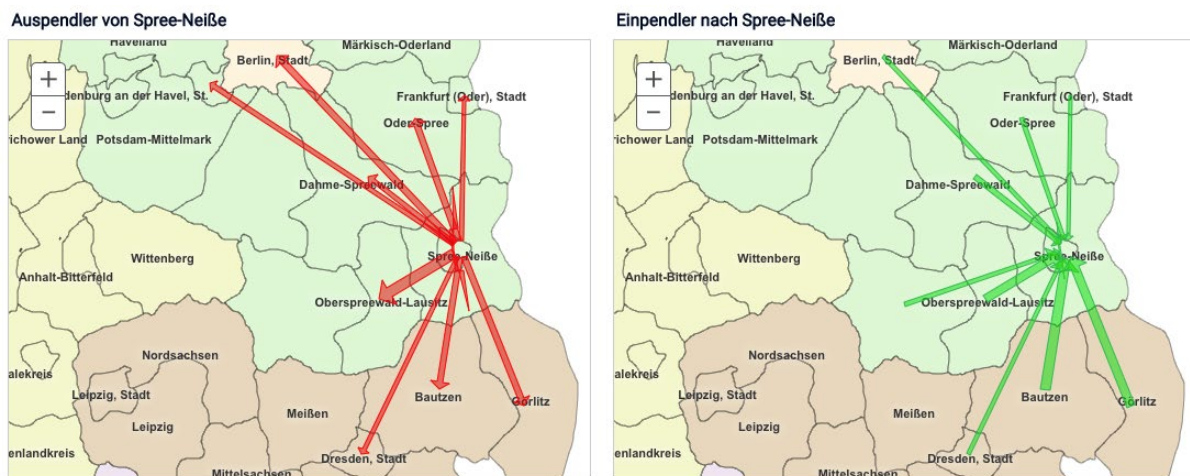 Auspendler von Spree-Neiße
Havelland
Märkisch-Oderland
Berlin, Stadt
+
denburg an der Havel, St.
Frankfurt (Oder), Stadt
−
Oder-Spree
richower Land
Potsdam-Mittelmark
Dahme-Spreewald
Wittenberg
Spree-Neiße
Anhalt-Bitterfeld
Oberspreewald-Lausitz
Nordsachsen
alekreis
Leipzig, Stadt
Bautzen
Görlitz
Meißen
Leipzig
enlandkreis
Dresden, Stadt
Mittelsachsen
Einpendler nach Spree-Neiße
Havelland
Märkisch-Oderland
Berlin, Stadt
+
denburg an der Havel, St.
Frankfurt (Oder), Stadt
−
Oder-Spree
richower Land
Potsdam-Mittelmark
Dahme-Spreewald
Wittenberg
Spree-Neiße
Anhalt-Bitterfeld
Oberspreewald-Lausitz
Nordsachsen
alekreis
Leipzig, Stadt
Bautzen
Görlitz
Meißen
Leipzig
enlandkreis
Dresden, Stadt
Mittelsachsen